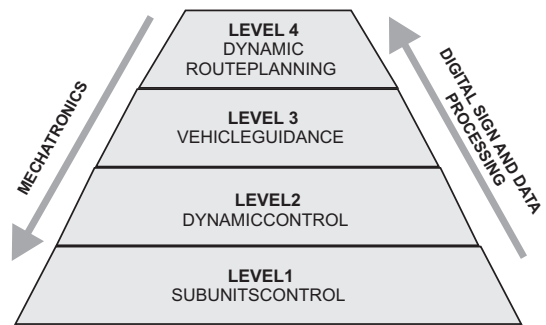 LEVEL 4
DYNAMIC
ROUTEPLANNING
LEVEL 3
VEHICLEGUIDANCE
LEVEL2
DYNAMICCONTROL
LEVEL1
SUBUNITSCONTROL
MECHATRONICS
DIGITAL SIGN AND DATA
PROCESSING